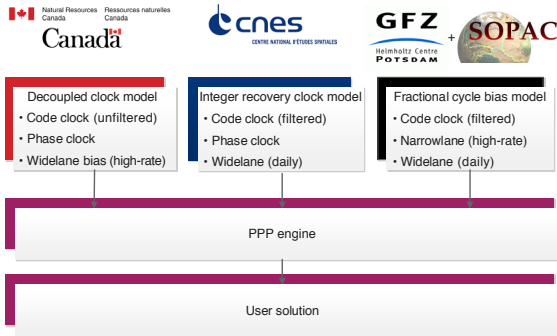 Natural Resources Ressources naturelles
Canada Canada
Canada
cnes
CENTRE NATIONAL D'ÉTUDES SPATIALES
GFZ
Helmholtz Centre
POTSDAM
+
SOPAC
Decoupled clock model
• Code clock (unfiltered)
• Phase clock
• Widelane bias (high-rate)
Integer recovery clock model
• Code clock (filtered)
• Phase clock
• Widelane (daily)
Fractional cycle bias model
• Code clock (filtered)
• Narrowlane (high-rate)
• Widelane (daily)
PPP engine
User solution